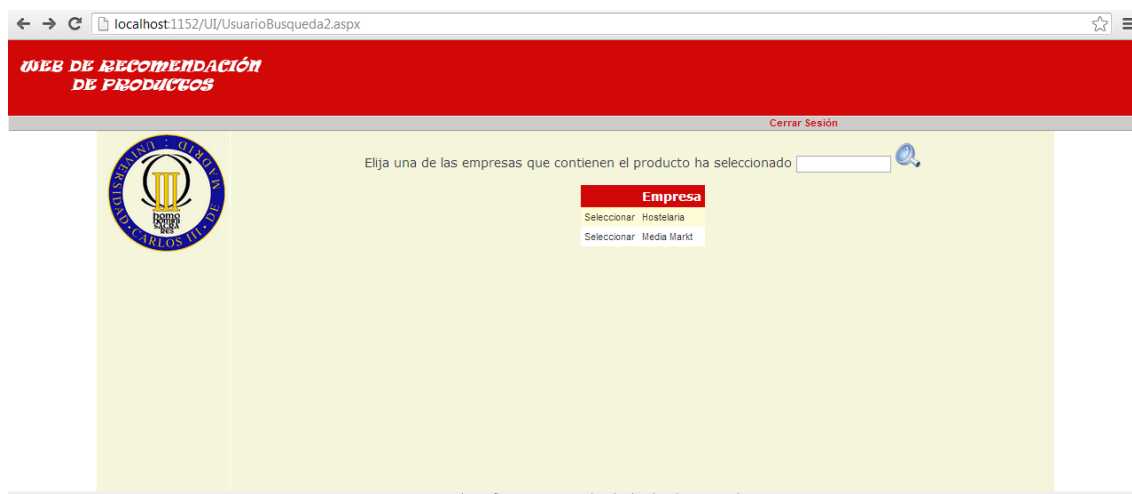 localhost:1152/UI/UsuarioBusqueda2.aspx
WEB DE RECOMENDACIÓN
DE PRODUCTOS
Cerrar Sesión
UNIVERSIDAD · CARLOS III · DE MADRID :
homo
homini
SACRA
RES
Elija una de las empresas que contienen el producto ha seleccionado
Empresa
Seleccionar Hostelaria
Seleccionar Media Markt